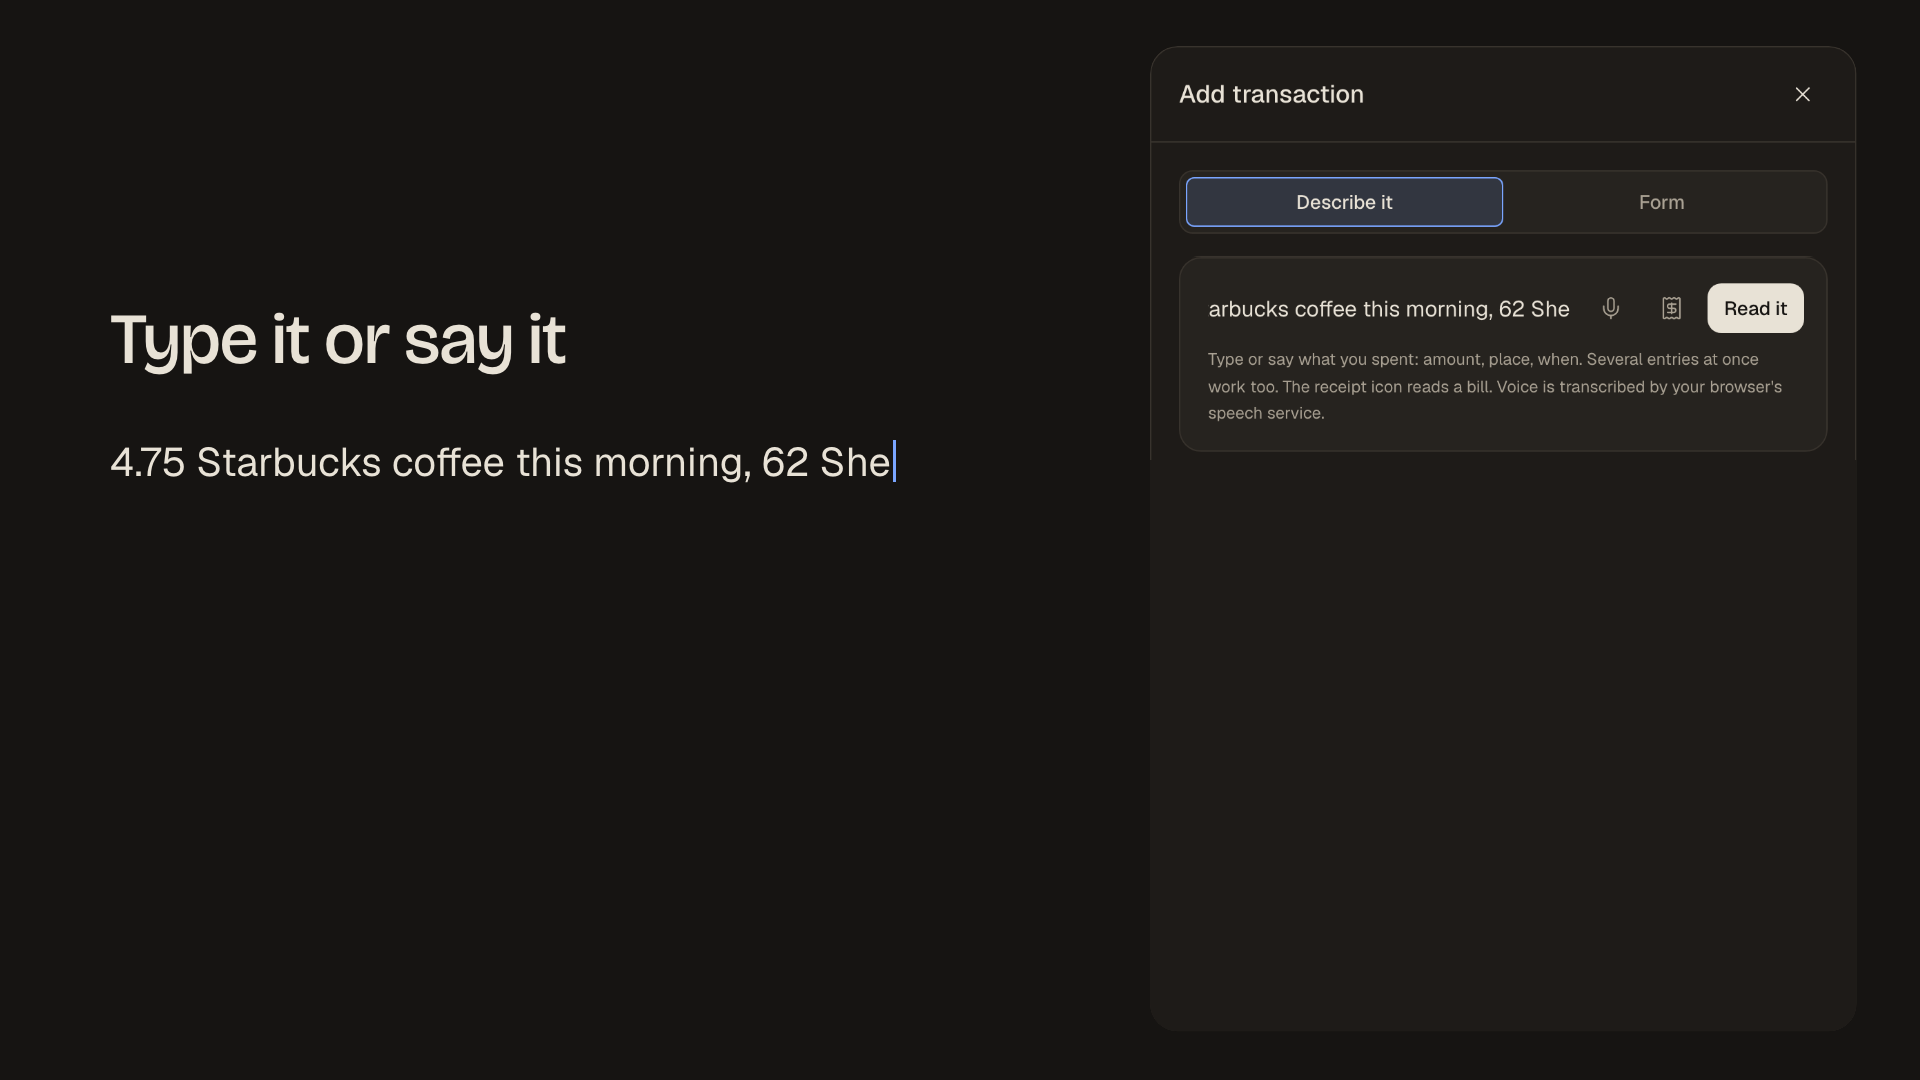 Type it or say it
4.75 Starbucks coffee this morning, 62 She
Add transaction
Describe it
Form
arbucks coffee this morning, 62 She
Read it
Type or say what you spent: amount, place, when. Several entries at once
work too. The receipt icon reads a bill. Voice is transcribed by your browser's
speech service.